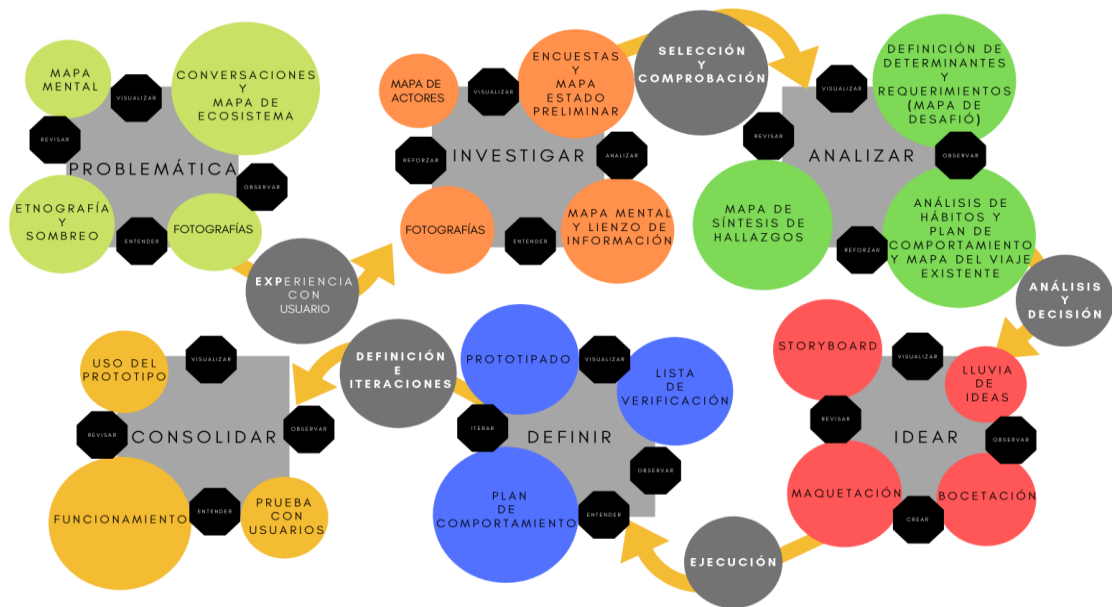 MAPA
MENTAL
VISUALIZAR
CONVERSACIONES
Y
MAPA DE
ECOSISTEMA
REVISAR
PROBLEMÁTICA
OBSERVAR
ETNOGRAFÍA
Y
SOMBREO
ENTENDER
FOTOGRAFÍAS
EXPERIENCIA
CON
USUARIO
MAPA DE
ACTORES
VISUALIZAR
ENCUESTAS
Y
MAPA
ESTADO
PRELIMINAR
REFORZAR
INVESTIGAR
ANALIZAR
FOTOGRAFÍAS
ENTENDER
MAPA MENTAL
Y LIENZO DE
INFORMACIÓN
SELECCIÓN
Y
COMPROBACIÓN
VISUALIZAR
DEFINICIÓN DE
DETERMINANTES
Y
REQUERIMIENTOS
(MAPA DE
DESAFIÓ)
REVISAR
ANALIZAR
OBSERVAR
MAPA DE
SÍNTESIS DE
HALLAZGOS
REFORZAR
ANÁLISIS DE
HÁBITOS Y
PLAN DE
COMPORTAMIENTO
Y MAPA DEL VIAJE
EXISTENTE
ANÁLISIS
Y
DECISIÓN
STORYBOARD
VISUALIZAR
LLUVIA
DE
IDEAS
REVISAR
IDEAR
OBSERVAR
MAQUETACIÓN
CREAR
BOCETACIÓN
EJECUCIÓN
PROTOTIPADO
VISUALIZAR
LISTA
DE
VERIFICACIÓN
ITERAR
DEFINIR
OBSERVAR
PLAN
DE
COMPORTAMIENTO
ENTENDER
DEFINICIÓN
E
ITERACIONES
USO DEL
PROTOTIPO
VISUALIZAR
REVISAR
CONSOLIDAR
OBSERVAR
FUNCIONAMIENTO
ENTENDER
PRUEBA
CON
USUARIOS